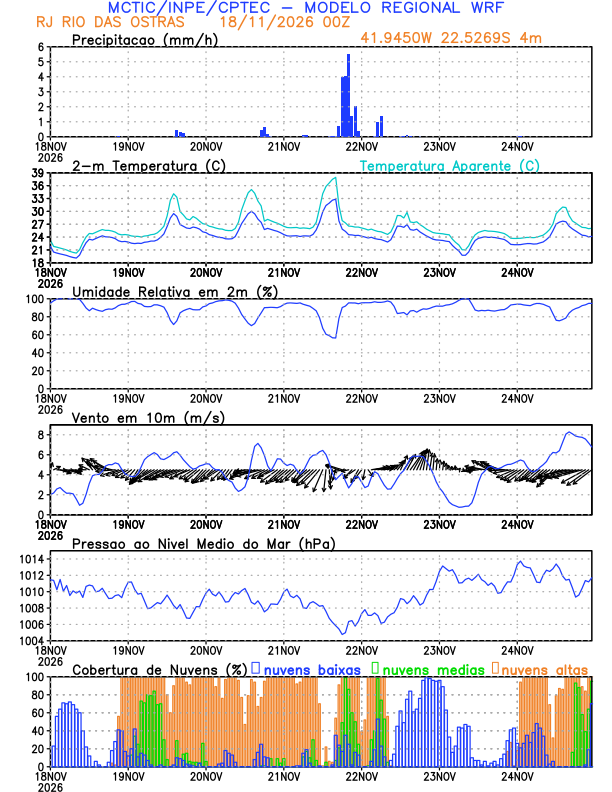 MCTIC/INPE/CPTEC – MODELO REGIONAL WRF
RJ RIO DAS OSTRAS 18/11/2026 00Z
41.9450W 22.5269S 4m
Precipitacao (mm/h)
6
5
4
3
2
1
0
18NOV 19NOV 20NOV 21NOV 22NOV 23NOV 24NOV
2026
2–m Temperatura (C) Temperatura Aparente (C)
39
36
33
30
27
24
21
18
18NOV 19NOV 20NOV 21NOV 22NOV 23NOV 24NOV
2026
Umidade Relativa em 2m (%)
100
80
60
40
20
0
18NOV 19NOV 20NOV 21NOV 22NOV 23NOV 24NOV
2026
Vento em 10m (m/s)
8
6
4
2
0
18NOV 19NOV 20NOV 21NOV 22NOV 23NOV 24NOV
2026
Pressao ao Nivel Medio do Mar (hPa)
1014
1012
1010
1008
1006
1004
18NOV 19NOV 20NOV 21NOV 22NOV 23NOV 24NOV
2026
Cobertura de Nuvens (%) nuvens baixas nuvens medias nuvens altas
100
80
60
40
20
0
18NOV 19NOV 20NOV 21NOV 22NOV 23NOV 24NOV
2026